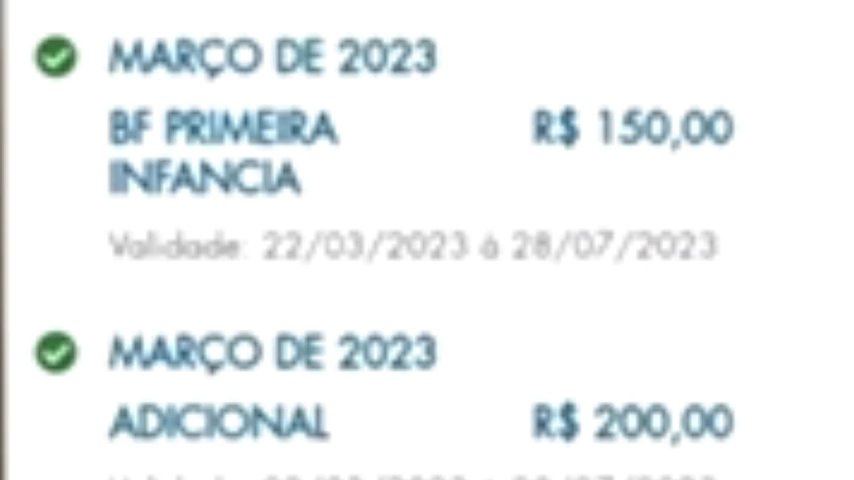 MARÇO DE 2023
BF PRIMEIRA R$ 150,00
INFANCIA
Validade: 22/03/2023 à 28/07/2023
MARÇO DE 2023
ADICIONAL R$ 200,00